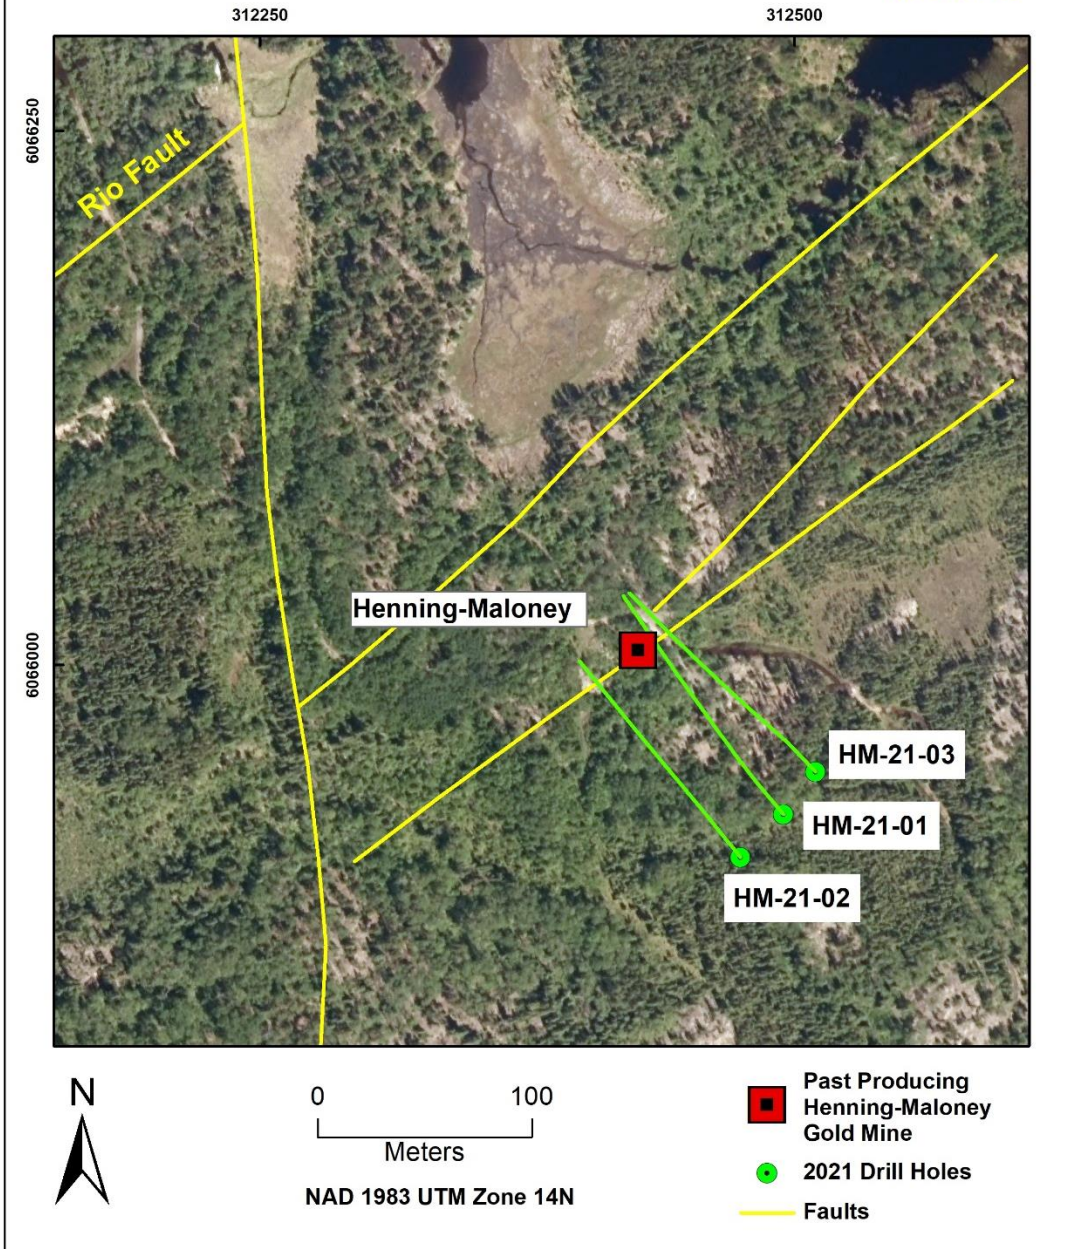 312250
312500
6066250
Rio Fault
Henning-Maloney
6066000
HM-21-03
HM-21-01
HM-21-02
N
0 100
Meters
NAD 1983 UTM Zone 14N
Past Producing
Henning-Maloney
Gold Mine
2021 Drill Holes
Faults